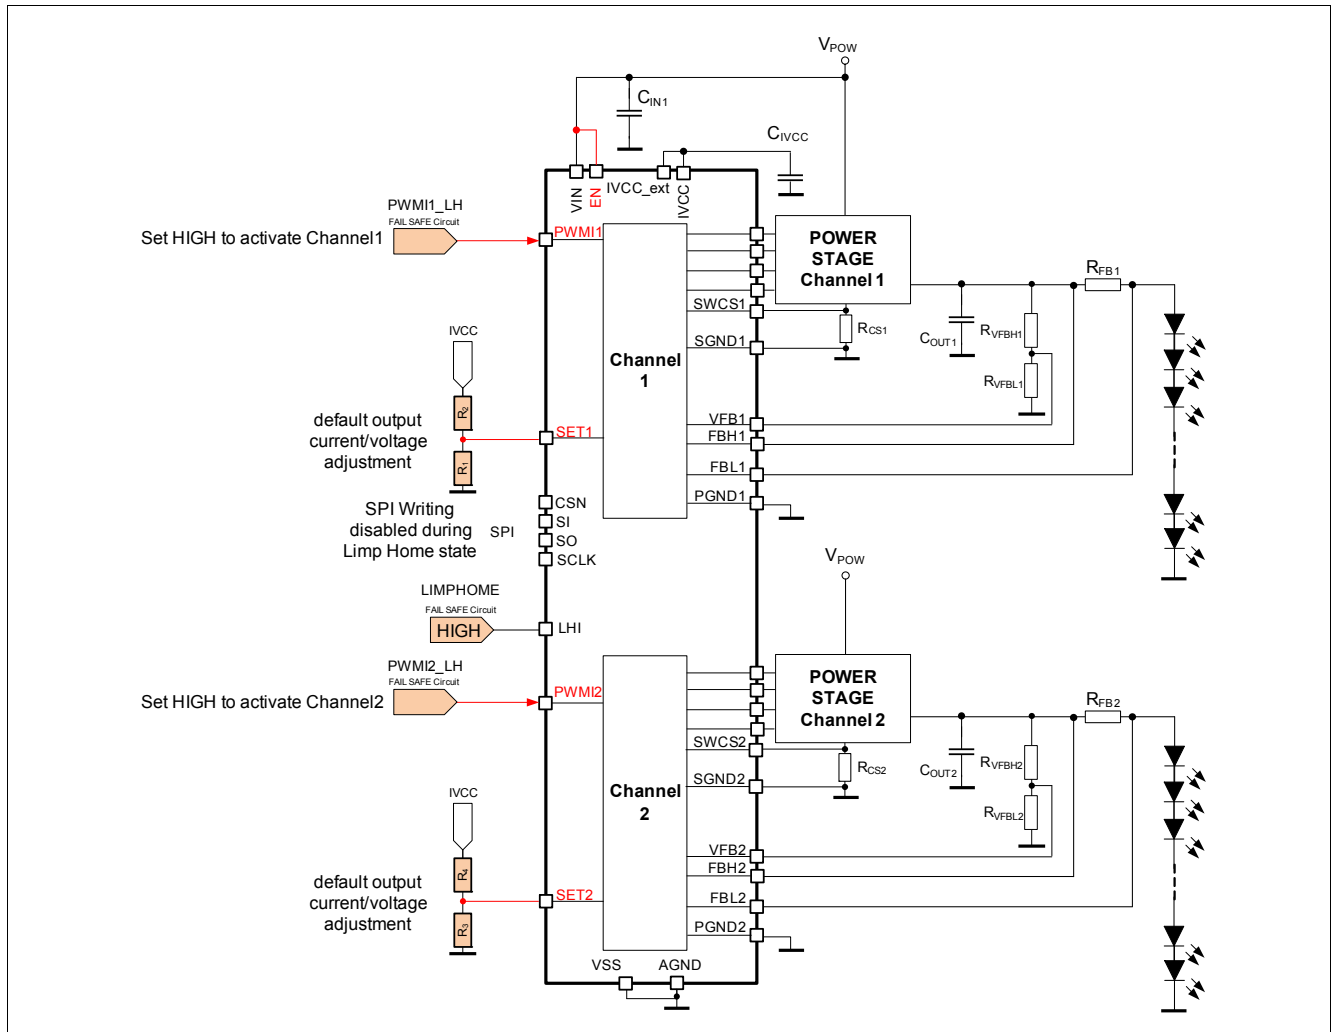 VPOW
CIN1
CIVCC
VIN
EN
IVCC_ext
IVCC
PWMI1_LH
FAIL SAFE Circuit
Set HIGH to activate Channel1
PWMI1
POWER
STAGE
Channel 1
SWCS1
RCS1
SGND1
Channel
1
COUT1
RVFBH1
RVFBL1
RFB1
IVCC
R2
R1
default output
current/voltage
adjustment
SET1
VFB1
FBH1
FBL1
PGND1
SPI Writing
disabled during
Limp Home state
SPI
CSN
SI
SO
SCLK
LIMPHOME
FAIL SAFE Circuit
HIGH
LHI
VPOW
PWMI2_LH
FAIL SAFE Circuit
Set HIGH to activate Channel2
PWMI2
POWER
STAGE
Channel 2
SWCS2
RCS2
SGND2
Channel
2
COUT2
RVFBH2
RVFBL2
RFB2
IVCC
R4
R3
default output
current/voltage
adjustment
SET2
VFB2
FBH2
FBL2
PGND2
VSS
AGND